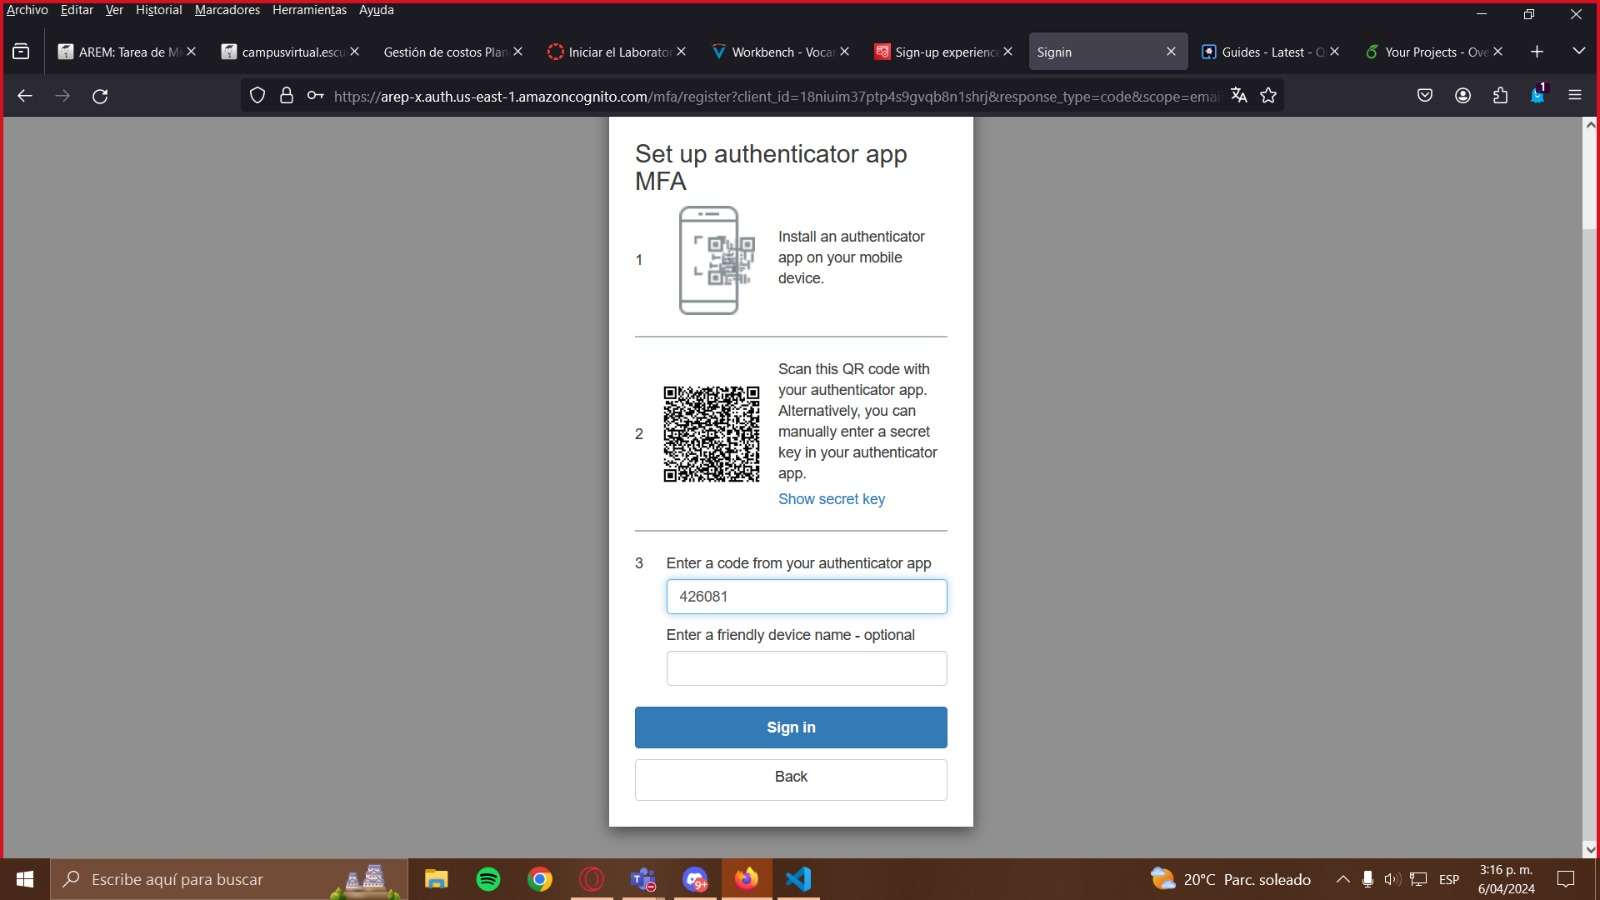 Archivo Editar Ver Historial Marcadores Herramientas Ayuda
AREM: Tarea de Mi
campusvirtual.escu
Gestión de costos Plan
Iniciar el Laborator
Workbench - Vocar
Sign-up experience
Signin
Guides - Latest - Q
Your Projects - Ove
https://arep-x.auth.us-east-1.amazoncognito.com/mfa/register?client_id=18niuim37ptp4s9gvqb8n1shrj&response_type=code&scope=emai
1
Set up authenticator app
MFA
1
Install an authenticator
app on your mobile
device.
2
Scan this QR code with
your authenticator app.
Alternatively, you can
manually enter a secret
key in your authenticator
app.
Show secret key
3 Enter a code from your authenticator app
426081
Enter a friendly device name - optional
Sign in
Back
Escribe aquí para buscar
T
9+
20°C Parc. soleado
ESP
3:16 p. m.
6/04/2024